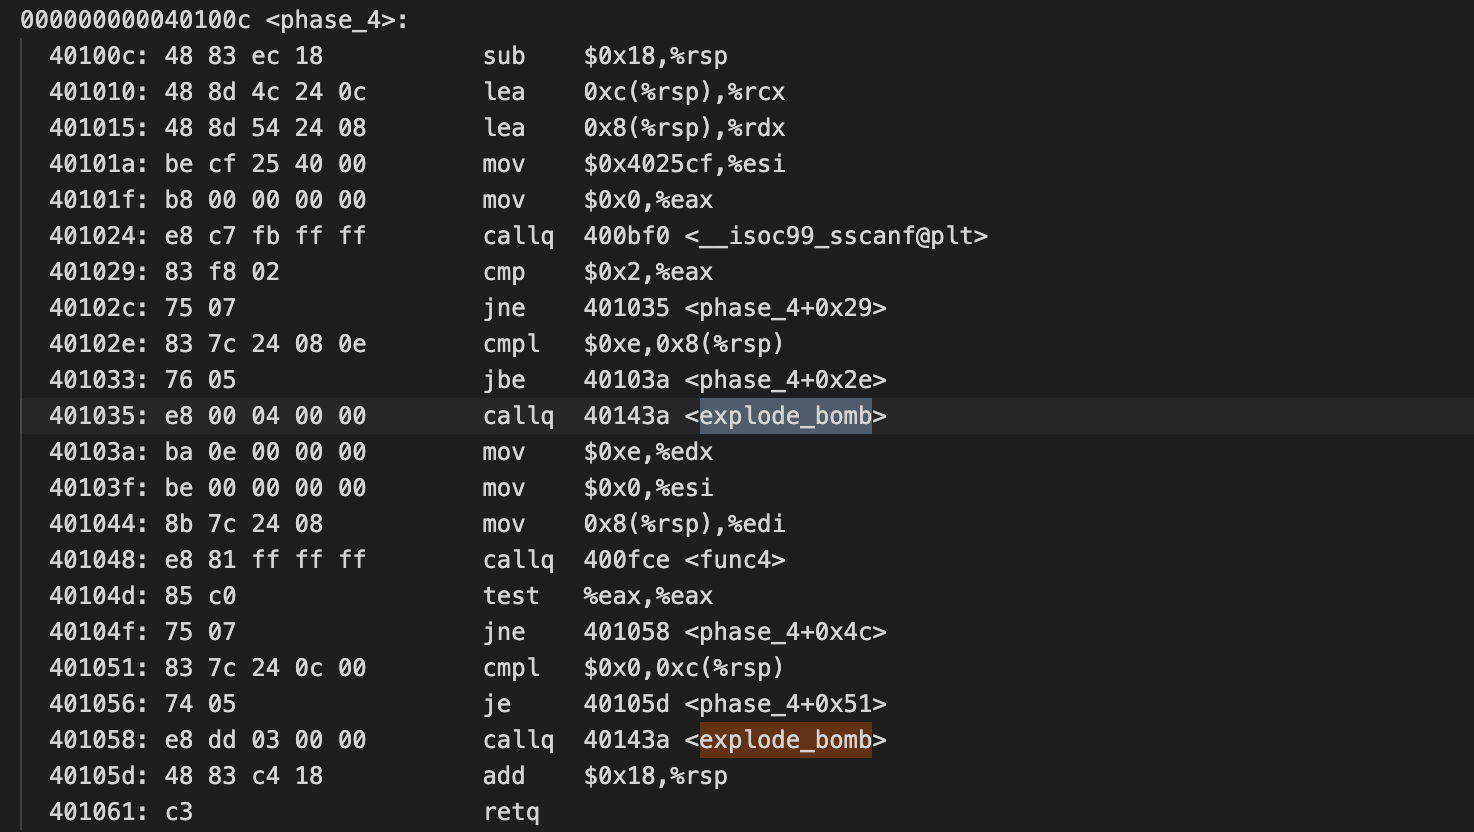 000000000040100c <phase_4>:
40100c: 48 83 ec 18 sub $0x18,%rsp
401010: 48 8d 4c 24 0c lea 0xc(%rsp),%rcx
401015: 48 8d 54 24 08 lea 0x8(%rsp),%rdx
40101a: be cf 25 40 00 mov $0x4025cf,%esi
40101f: b8 00 00 00 00 mov $0x0,%eax
401024: e8 c7 fb ff ff callq 400bf0 <__isoc99_sscanf@plt>
401029: 83 f8 02 cmp $0x2,%eax
40102c: 75 07 jne 401035 <phase_4+0x29>
40102e: 83 7c 24 08 0e cmpl $0xe,0x8(%rsp)
401033: 76 05 jbe 40103a <phase_4+0x2e>
401035: e8 00 04 00 00 callq 40143a <explode_bomb>
40103a: ba 0e 00 00 00 mov $0xe,%edx
40103f: be 00 00 00 00 mov $0x0,%esi
401044: 8b 7c 24 08 mov 0x8(%rsp),%edi
401048: e8 81 ff ff ff callq 400fce <func4>
40104d: 85 c0 test %eax,%eax
40104f: 75 07 jne 401058 <phase_4+0x4c>
401051: 83 7c 24 0c 00 cmpl $0x0,0xc(%rsp)
401056: 74 05 je 40105d <phase_4+0x51>
401058: e8 dd 03 00 00 callq 40143a <explode_bomb>
40105d: 48 83 c4 18 add $0x18,%rsp
401061: c3 retq